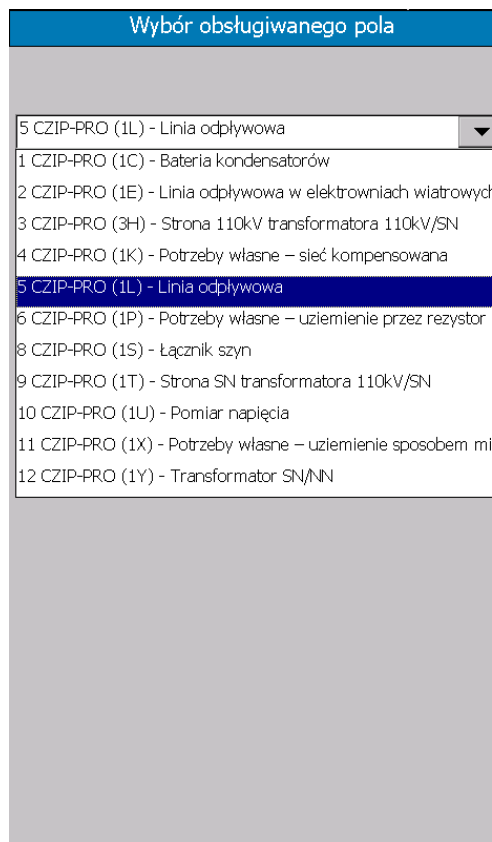 Wybór obsługiwanego pola
5 CZIP-PRO (1L) - Linia odpływowa
1 CZIP-PRO (1C) - Bateria kondensatorów
2 CZIP-PRO (1E) - Linia odpływowa w elektrowniach wiatrowych
3 CZIP-PRO (3H) - Strona 110kV transformatora 110kV/SN
4 CZIP-PRO (1K) - Potrzeby własne – sieć kompensowana
5 CZIP-PRO (1L) - Linia odpływowa
6 CZIP-PRO (1P) - Potrzeby własne – uziemienie przez rezystor
8 CZIP-PRO (1S) - Łącznik szyn
9 CZIP-PRO (1T) - Strona SN transformatora 110kV/SN
10 CZIP-PRO (1U) - Pomiar napięcia
11 CZIP-PRO (1X) - Potrzeby własne – uziemienie sposobem mi
12 CZIP-PRO (1Y) - Transformator SN/NN